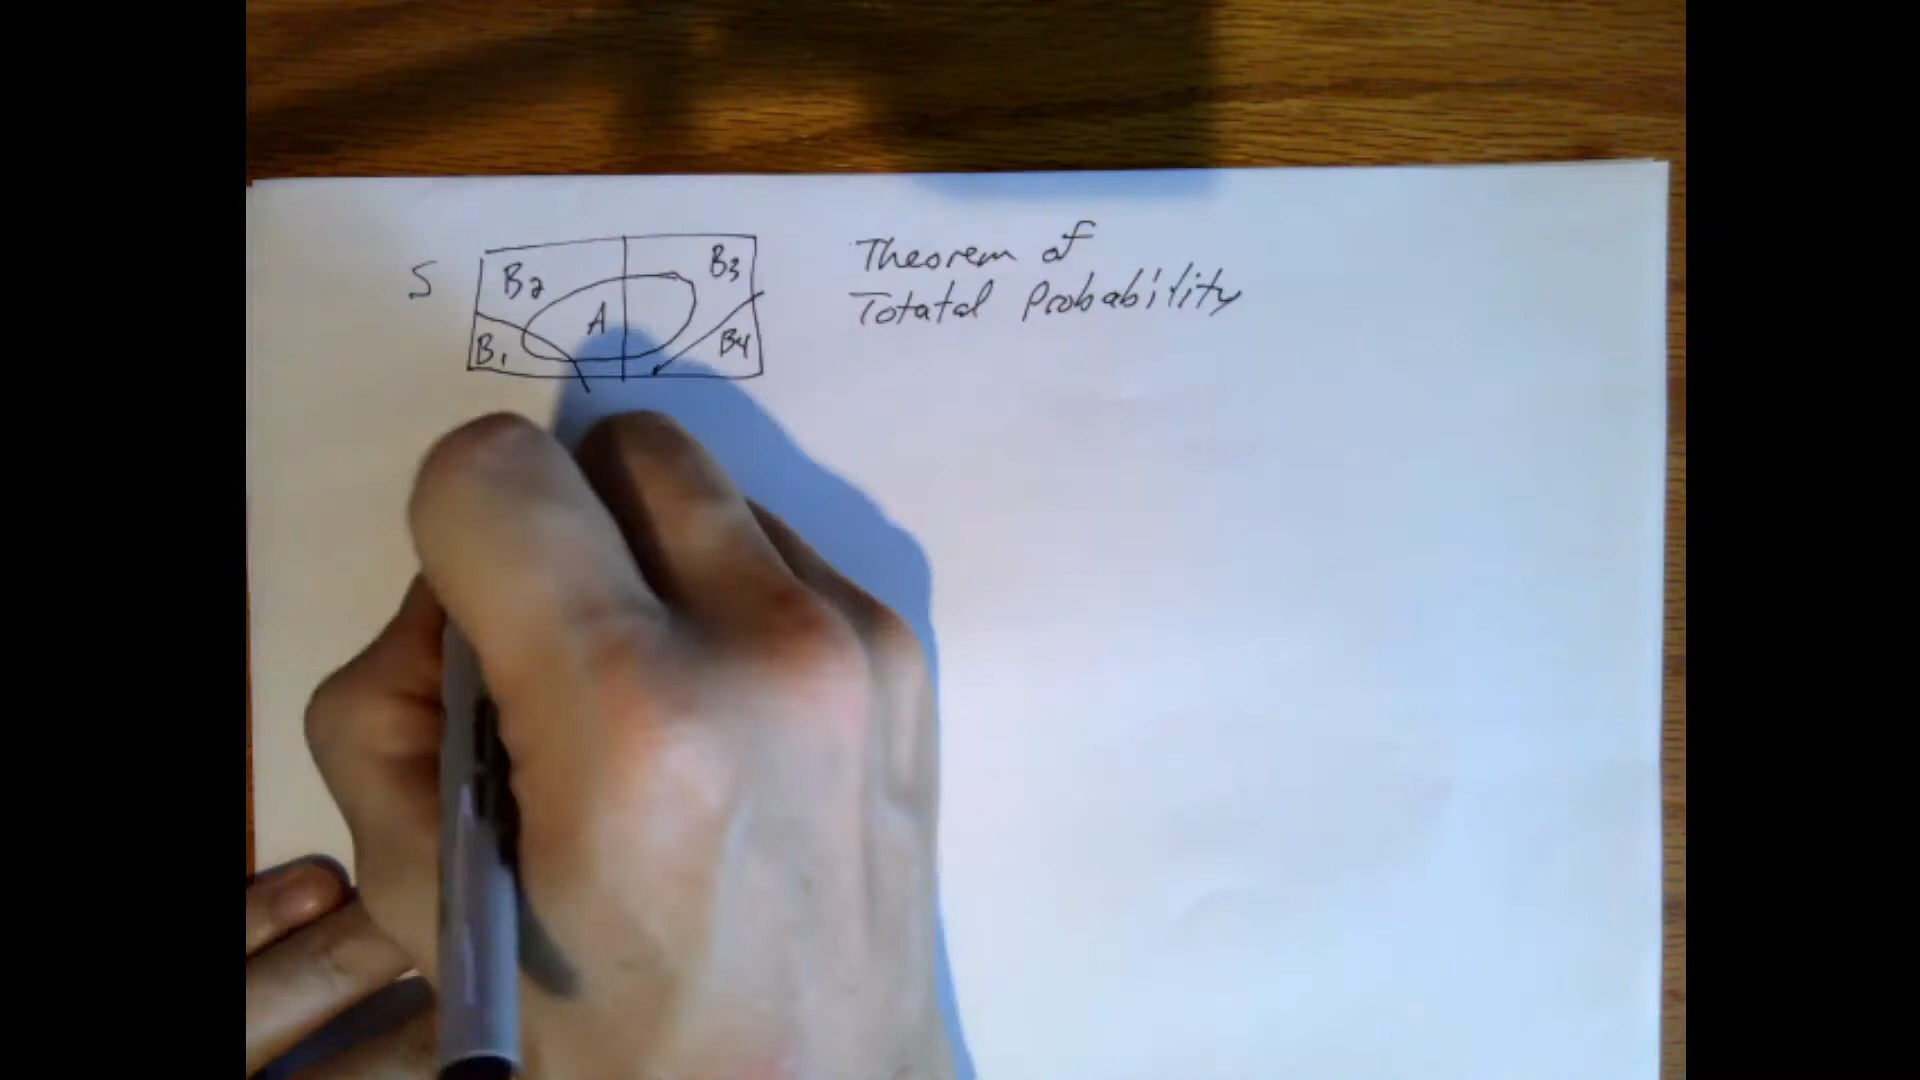 S
B2
B3
A
B1
B4
Theorem of
Totatal Probability